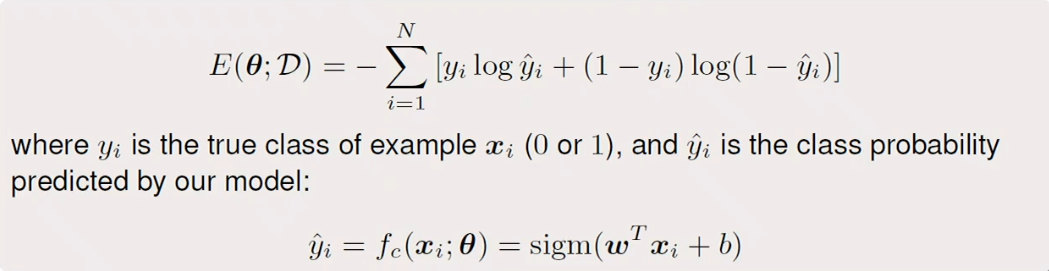 E(θ; 𝒟) = − ∑_{i=1}^{N} [y_i log ŷ_i + (1 − y_i) log(1 − ŷ_i)]
where y_i is the true class of example x_i (0 or 1), and ŷ_i is the class probability
predicted by our model:
ŷ_i = f_c(x_i; θ) = sigm(w^T x_i + b)